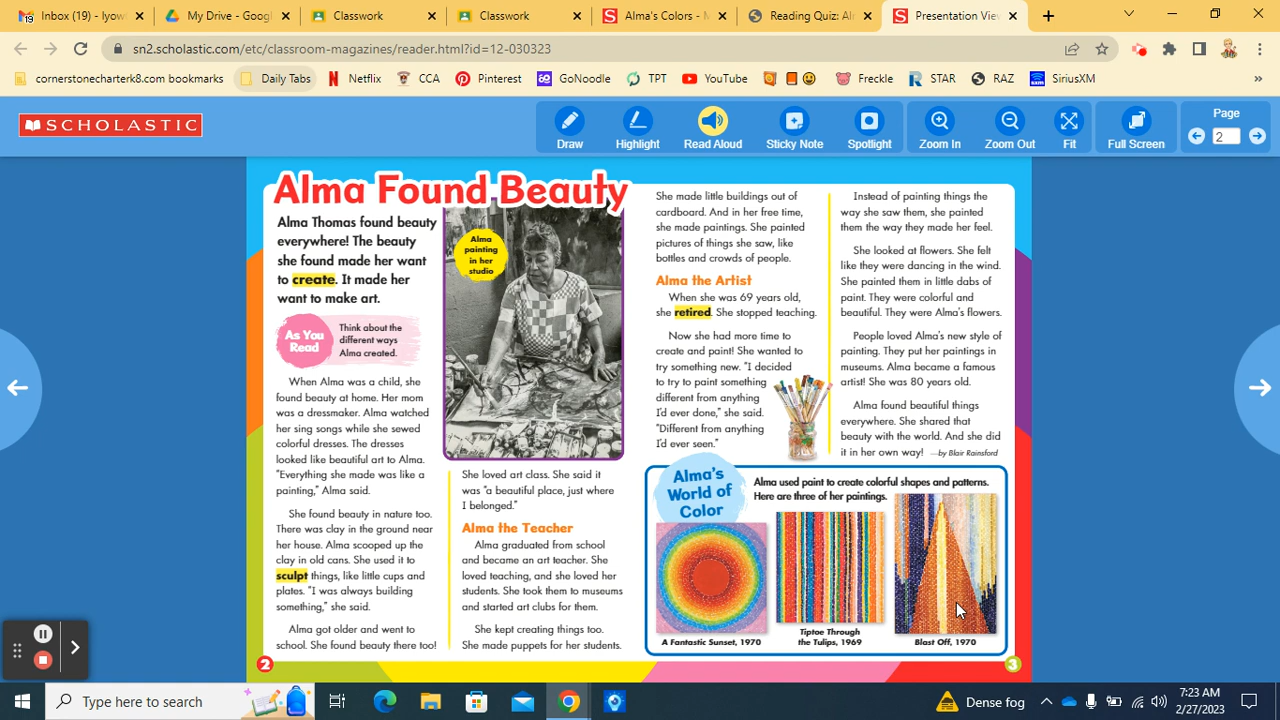 Inbox (19) - lyow
My Drive - Googl
Classwork
Classwork
Alma's Colors - M
Reading Quiz: Al
Presentation View
sn2.scholastic.com/etc/classroom-magazines/reader.html?id=12-030323
cornerstonecharterk8.com bookmarks
Daily Tabs
Netflix
CCA
Pinterest
GoNoodle
TPT
YouTube
Freckle
STAR
RAZ
SiriusXM
SCHOLASTIC
Draw
Highlight
Read Aloud
Sticky Note
Spotlight
Zoom In
Zoom Out
Fit
Full Screen
Page
2
Alma Found Beauty
Alma Thomas found beauty
everywhere! The beauty
she found made her want
to create. It made her
want to make art.
As You
Read
Think about the
different ways
Alma created.
When Alma was a child, she
found beauty at home. Her mom
was a dressmaker. Alma watched
her sing songs while she sewed
colorful dresses. The dresses
looked like beautiful art to Alma.
"Everything she made was like a
painting," Alma said.
She found beauty in nature too.
There was clay in the ground near
her house. Alma scooped up the
clay in old cans. She used it to
sculpt things, like little cups and
plates. "I was always building
something," she said.
Alma got older and went to
school. She found beauty there too!
Alma
painting
in her
studio
She loved art class. She said it
was "a beautiful place, just where
I belonged."
Alma the Teacher
Alma graduated from school
and became an art teacher. She
loved teaching, and she loved her
students. She took them to museums
and started art clubs for them.
She kept creating things too.
She made puppets for her students.
She made little buildings out of
cardboard. And in her free time,
she made paintings. She painted
pictures of things she saw, like
bottles and crowds of people.
Alma the Artist
When she was 69 years old,
she retired. She stopped teaching.
Now she had more time to
create and paint! She wanted to
try something new. "I decided
to try to paint something
different from anything
I'd ever done," she said.
"Different from anything
I'd ever seen."
Instead of painting things the
way she saw them, she painted
them the way they made her feel.
She looked at flowers. She felt
like they were dancing in the wind.
She painted them in little dabs of
paint. They were colorful and
beautiful. They were Alma's flowers.
People loved Alma's new style of
painting. They put her paintings in
museums. Alma became a famous
artist! She was 80 years old.
Alma found beautiful things
everywhere. She shared that
beauty with the world. And she did
it in her own way! —by Blair Rainsford
Alma's
World of
Color
Alma used paint to create colorful shapes and patterns.
Here are three of her paintings.
A Fantastic Sunset, 1970
Tiptoe Through
the Tulips, 1969
Blast Off, 1970
2
3
Type here to search
Dense fog
7:23 AM
2/27/2023